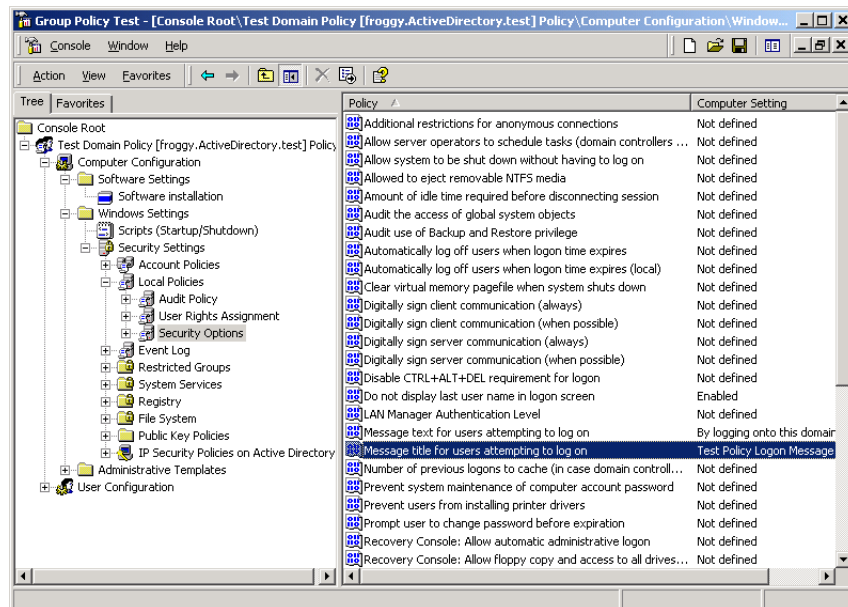 Group Policy Test - [Console Root\Test Domain Policy [froggy.ActiveDirectory.test] Policy\Computer Configuration\Window...
Console Window Help
Action View Favorites
Tree Favorites
Console Root
Test Domain Policy [froggy.ActiveDirectory.test] Policy
Computer Configuration
Software Settings
Software installation
Windows Settings
Scripts (Startup/Shutdown)
Security Settings
Account Policies
Local Policies
Audit Policy
User Rights Assignment
Security Options
Event Log
Restricted Groups
System Services
Registry
File System
Public Key Policies
IP Security Policies on Active Directory
Administrative Templates
User Configuration
Policy Computer Setting
Additional restrictions for anonymous connections Not defined
Allow server operators to schedule tasks (domain controllers ... Not defined
Allow system to be shut down without having to log on Not defined
Allowed to eject removable NTFS media Not defined
Amount of idle time required before disconnecting session Not defined
Audit the access of global system objects Not defined
Audit use of Backup and Restore privilege Not defined
Automatically log off users when logon time expires Not defined
Automatically log off users when logon time expires (local) Not defined
Clear virtual memory pagefile when system shuts down Not defined
Digitally sign client communication (always) Not defined
Digitally sign client communication (when possible) Not defined
Digitally sign server communication (always) Not defined
Digitally sign server communication (when possible) Not defined
Disable CTRL+ALT+DEL requirement for logon Not defined
Do not display last user name in logon screen Enabled
LAN Manager Authentication Level Not defined
Message text for users attempting to log on By logging onto this domain
Message title for users attempting to log on Test Policy Logon Message
Number of previous logons to cache (in case domain controll... Not defined
Prevent system maintenance of computer account password Not defined
Prevent users from installing printer drivers Not defined
Prompt user to change password before expiration Not defined
Recovery Console: Allow automatic administrative logon Not defined
Recovery Console: Allow floppy copy and access to all drives... Not defined